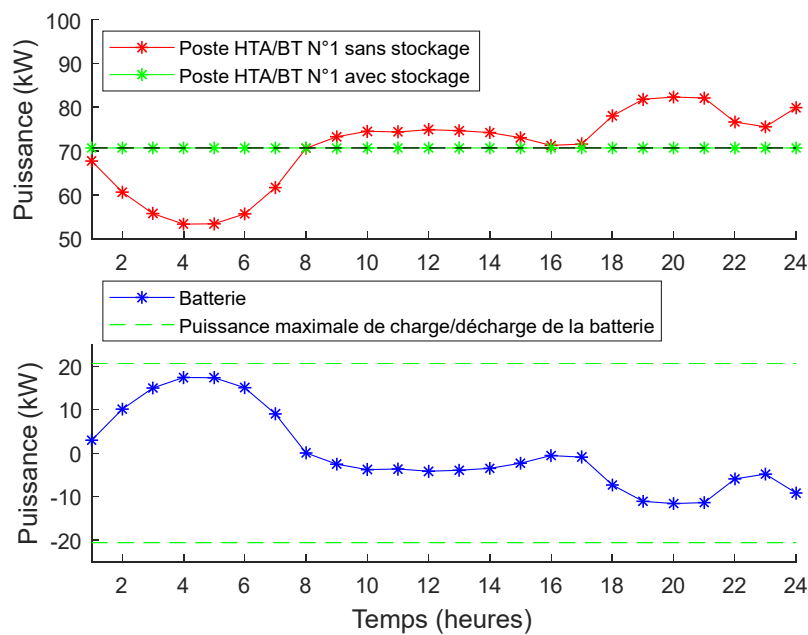 100
90
80
70
60
50
Puissance (kW)
Poste HTA/BT N°1 sans stockage
Poste HTA/BT N°1 avec stockage
2 4 6 8 10 12 14 16 18 20 22 24
Batterie
Puissance maximale de charge/décharge de la batterie
20
10
0
-10
-20
Puissance (kW)
2 4 6 8 10 12 14 16 18 20 22 24
Temps (heures)